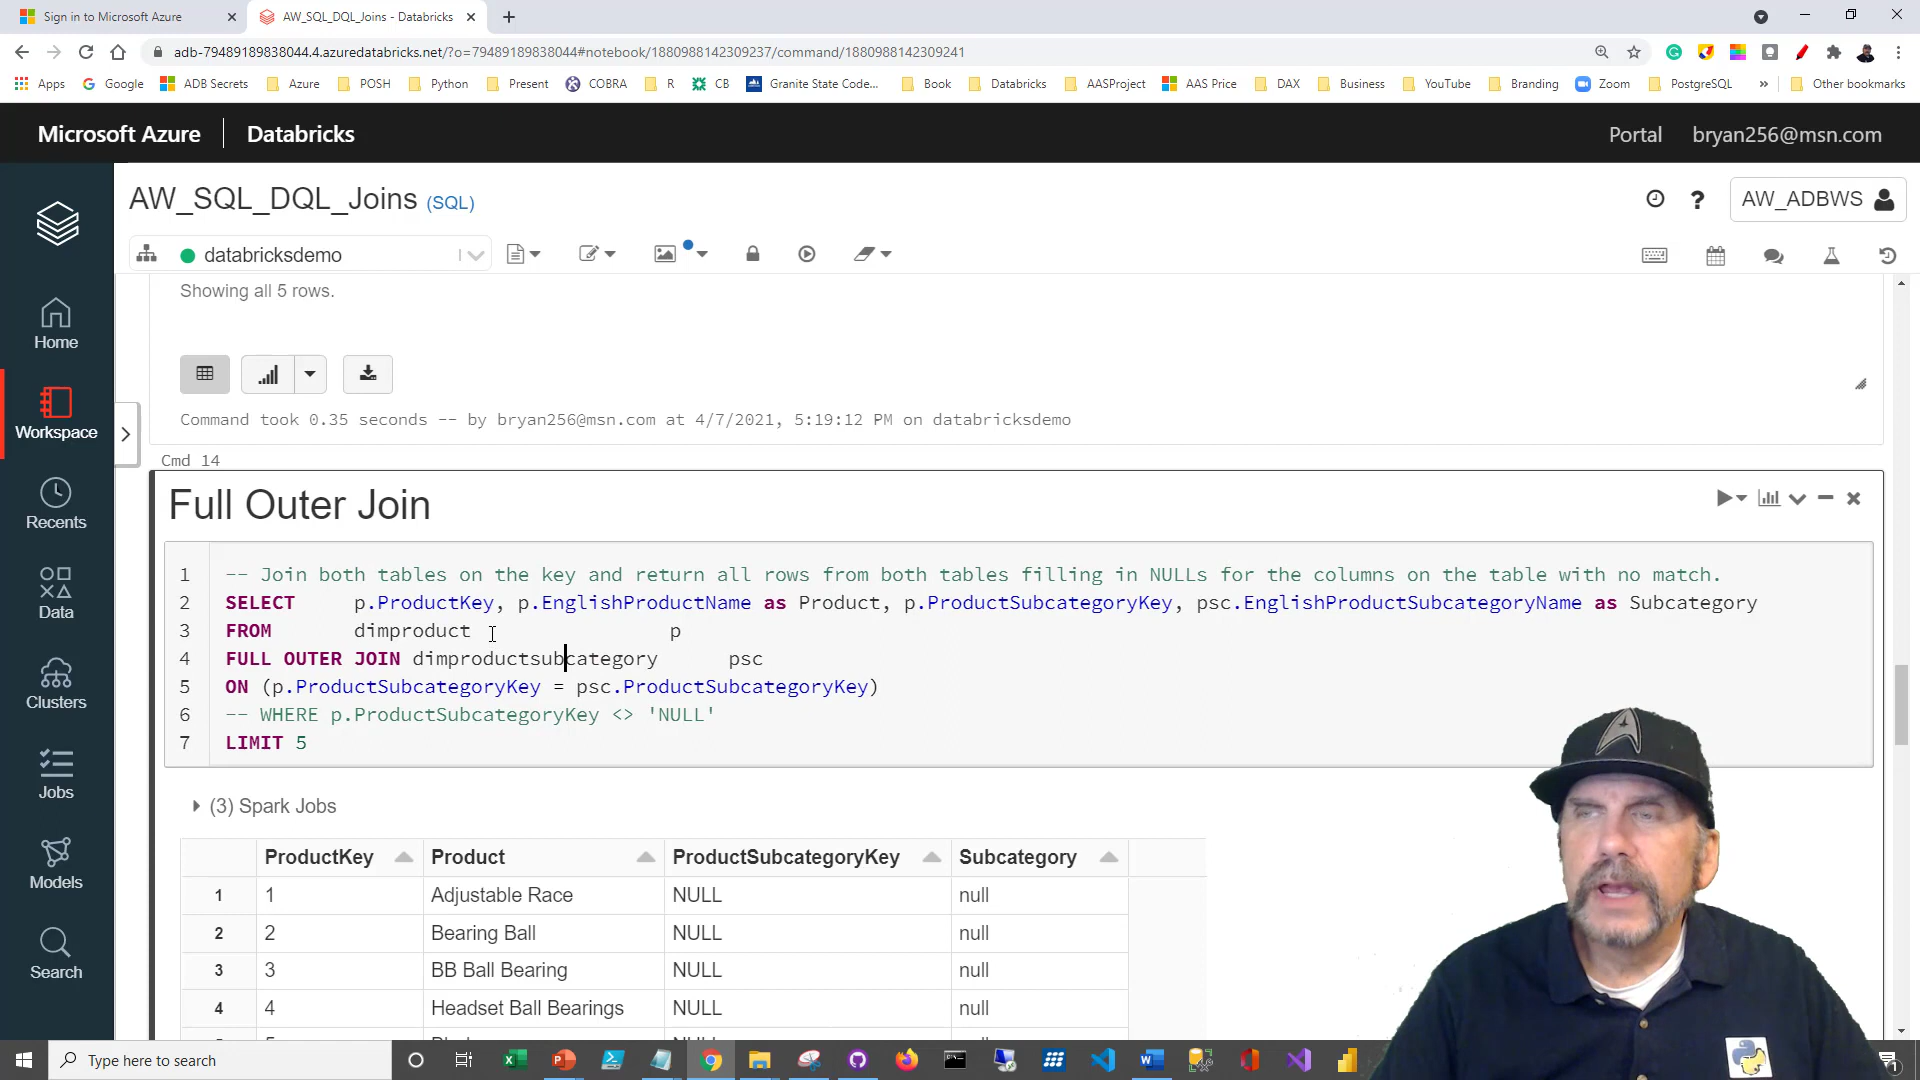 Sign in to Microsoft Azure
AW_SQL_DQL_Joins - Databricks
adb-79489189838044.4.azuredatabricks.net/?o=79489189838044#notebook/1880988142309237/command/1880988142309241
Apps Google ADB Secrets Azure POSH Python Present COBRA R CB Granite State Code... Book Databricks AASProject AAS Price DAX Business YouTube Branding Zoom PostgreSQL » Other bookmarks
Microsoft Azure Databricks Portal bryan256@msn.com
AW_SQL_DQL_Joins (SQL) AW_ADBWS
databricksdemo
Home
Workspace
Recents
Data
Clusters
Jobs
Models
Search
Showing all 5 rows.
Command took 0.35 seconds -- by bryan256@msn.com at 4/7/2021, 5:19:12 PM on databricksdemo
Cmd 14
Full Outer Join
1 -- Join both tables on the key and return all rows from both tables filling in NULLs for the columns on the table with no match.
2 SELECT p.ProductKey, p.EnglishProductName as Product, p.ProductSubcategoryKey, psc.EnglishProductSubcategoryName as Subcategory
3 FROM dimproduct p
4 FULL OUTER JOIN dimproductsubcategory psc
5 ON (p.ProductSubcategoryKey = psc.ProductSubcategoryKey)
6 -- WHERE p.ProductSubcategoryKey <> 'NULL'
7 LIMIT 5
(3) Spark Jobs
ProductKey Product ProductSubcategoryKey Subcategory
1 1 Adjustable Race NULL null
2 2 Bearing Ball NULL null
3 3 BB Ball Bearing NULL null
4 4 Headset Ball Bearings NULL null
Type here to search